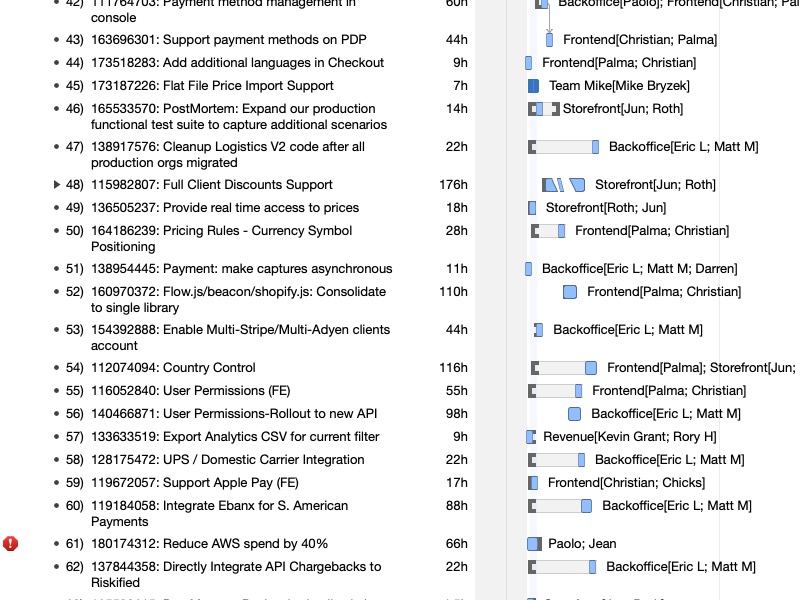 42) 111764703: Payment method management in console 60h Backoffice[Paolo]; Frontend[Christian; Pal
43) 163696301: Support payment methods on PDP 44h Frontend[Christian; Palma]
44) 173518283: Add additional languages in Checkout 9h Frontend[Palma; Christian]
45) 173187226: Flat File Price Import Support 7h Team Mike[Mike Bryzek]
46) 165533570: PostMortem: Expand our production 14h Storefront[Jun; Roth]
functional test suite to capture additional scenarios
47) 138917576: Cleanup Logistics V2 code after all 22h Backoffice[Eric L; Matt M]
production orgs migrated
48) 115982807: Full Client Discounts Support 176h Storefront[Jun; Roth]
49) 136505237: Provide real time access to prices 18h Storefront[Roth; Jun]
50) 164186239: Pricing Rules - Currency Symbol 28h Frontend[Palma; Christian]
Positioning
51) 138954445: Payment: make captures asynchronous 11h Backoffice[Eric L; Matt M; Darren]
52) 160970372: Flow.js/beacon/shopify.js: Consolidate 110h Frontend[Palma; Christian]
to single library
53) 154392888: Enable Multi-Stripe/Multi-Adyen clients 44h Backoffice[Eric L; Matt M]
account
54) 112074094: Country Control 116h Frontend[Palma]; Storefront[Jun;
55) 116052840: User Permissions (FE) 55h Frontend[Palma; Christian]
56) 140466871: User Permissions-Rollout to new API 98h Backoffice[Eric L; Matt M]
57) 133633519: Export Analytics CSV for current filter 9h Revenue[Kevin Grant; Rory H]
58) 128175472: UPS / Domestic Carrier Integration 22h Backoffice[Eric L; Matt M]
59) 119672057: Support Apple Pay (FE) 17h Frontend[Christian; Chicks]
60) 119184058: Integrate Ebanx for S. American 88h Backoffice[Eric L; Matt M]
Payments
61) 180174312: Reduce AWS spend by 40% 66h Paolo; Jean
62) 137844358: Directly Integrate API Chargebacks to 22h Backoffice[Eric L; Matt M]
Riskified